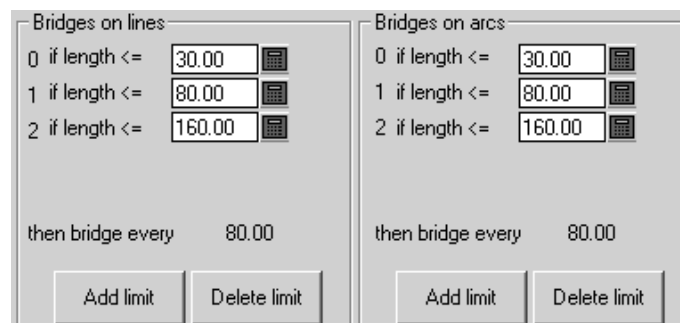 Bridges on lines
0 if length <= 30.00
1 if length <= 80.00
2 if length <= 160.00
then bridge every 80.00
Add limit Delete limit
Bridges on arcs
0 if length <= 30.00
1 if length <= 80.00
2 if length <= 160.00
then bridge every 80.00
Add limit Delete limit